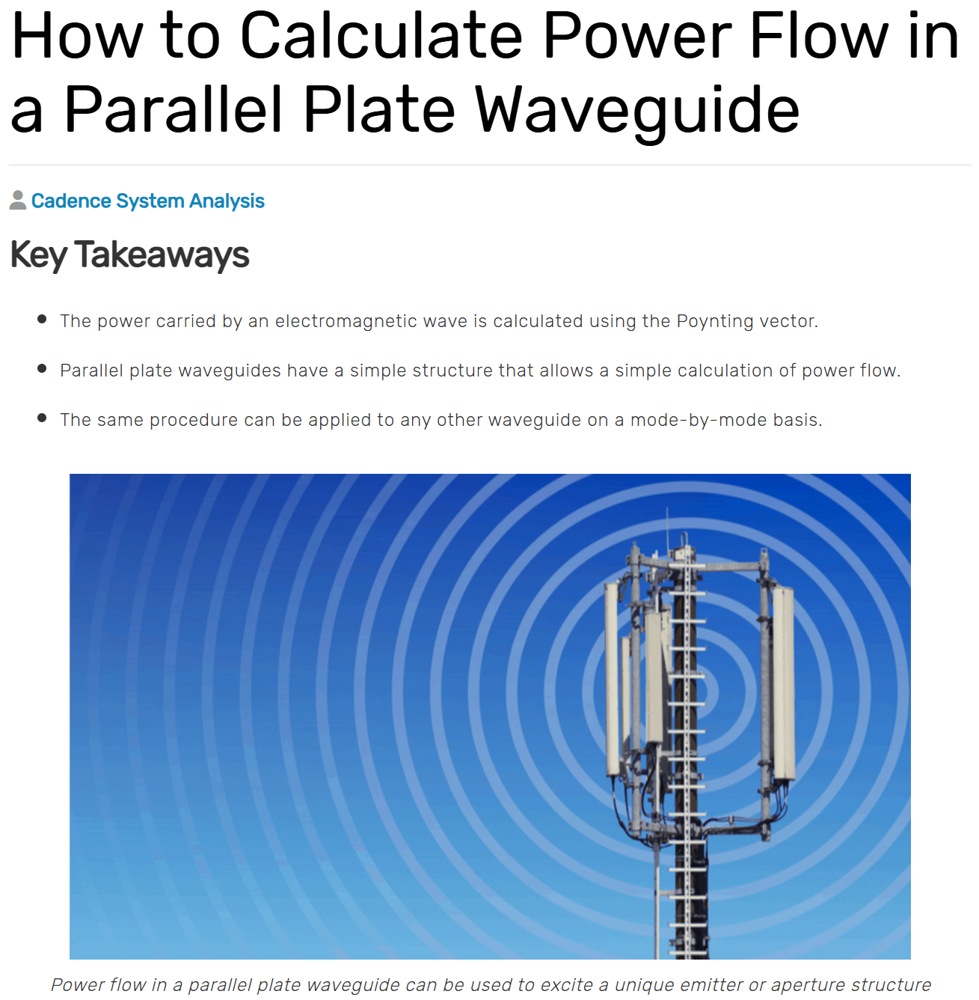 How to Calculate Power Flow in
a Parallel Plate Waveguide
Cadence System Analysis
Key Takeaways
The power carried by an electromagnetic wave is calculated using the Poynting vector.
Parallel plate waveguides have a simple structure that allows a simple calculation of power flow.
The same procedure can be applied to any other waveguide on a mode-by-mode basis.
Power flow in a parallel plate waveguide can be used to excite a unique emitter or aperture structure